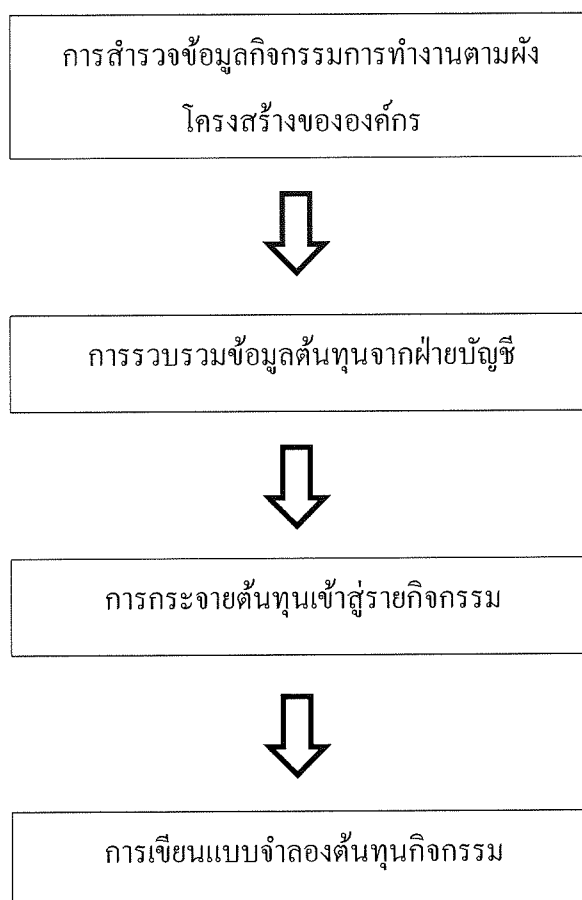 การสำรวจข้อมูลกิจกรรมการทำงานตามผัง
โครงสร้างขององค์กร
การรวบรวมข้อมูลต้นทุนจากฝ่ายบัญชี
การกระจายต้นทุนเข้าสู่รายกิจกรรม
การเขียนแบบจำลองต้นทุนกิจกรรม